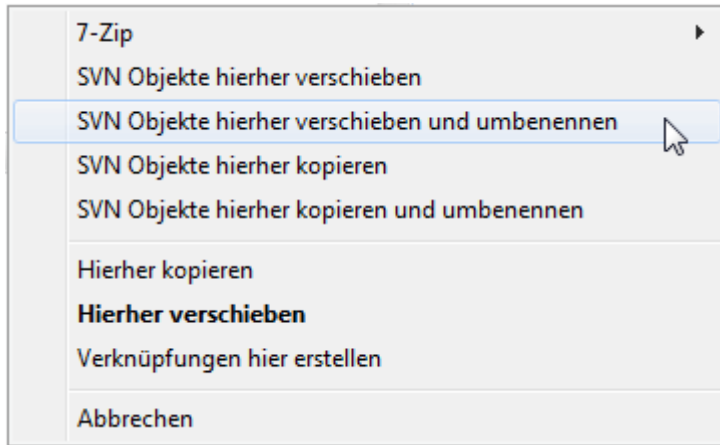 7-Zip
SVN Objekte hierher verschieben
SVN Objekte hierher verschieben und umbenennen
SVN Objekte hierher kopieren
SVN Objekte hierher kopieren und umbenennen
Hierher kopieren
Hierher verschieben
Verknüpfungen hier erstellen
Abbrechen